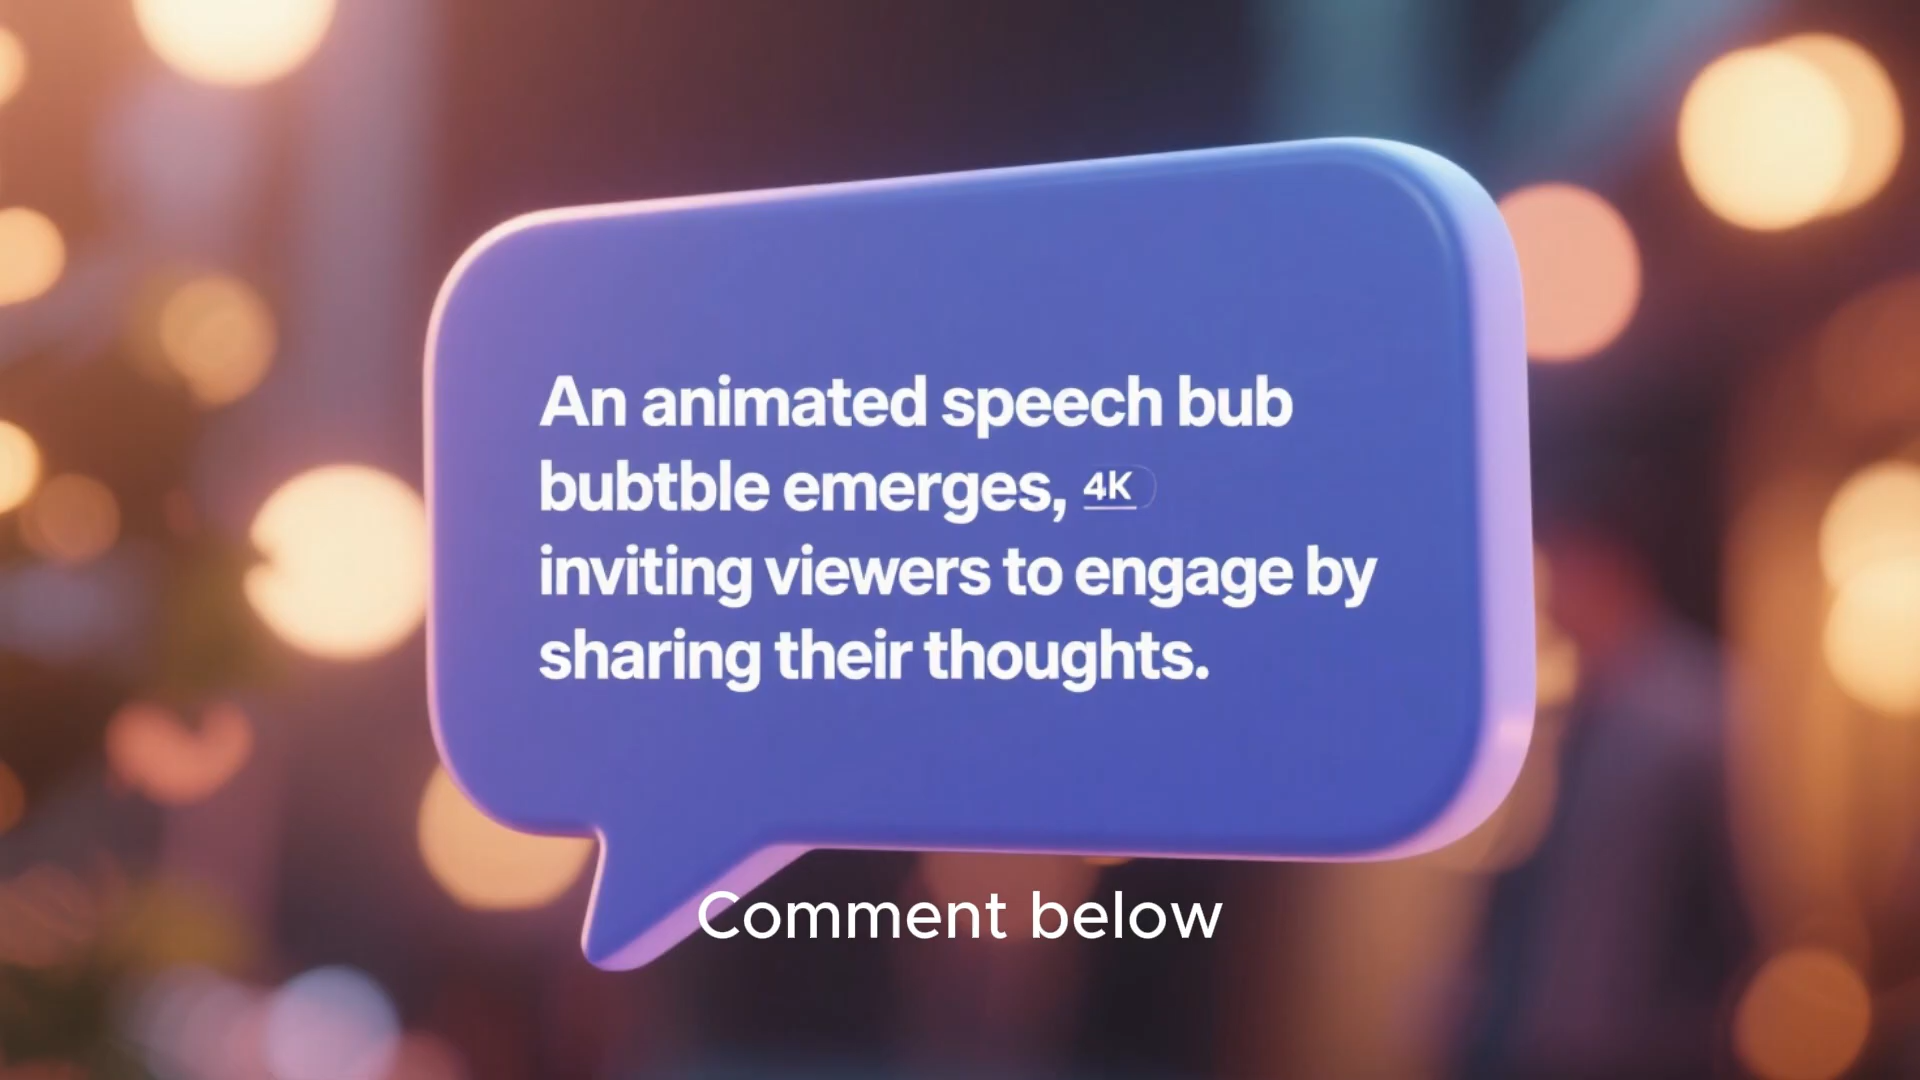 An animated speech bub
bubtble emerges, 4K
inviting viewers to engage by
sharing their thoughts.
Comment below